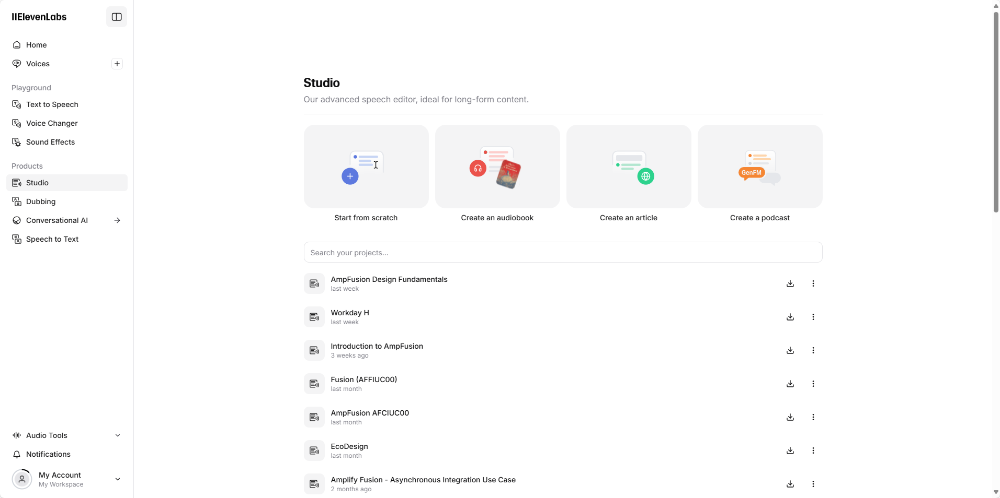 IIElevenLabs
Home
Voices
Playground
Text to Speech
Voice Changer
Sound Effects
Products
Studio
Dubbing
Conversational AI
Speech to Text
Audio Tools
Notifications
My Account
My Workspace
Studio
Our advanced speech editor, ideal for long-form content.
GenFM
Start from scratch
Create an audiobook
Create an article
Create a podcast
Search your projects...
AmpFusion Design Fundamentals
last week
Workday H
last week
Introduction to AmpFusion
3 weeks ago
Fusion (AFFIUC00)
last month
AmpFusion AFCIUC00
last month
EcoDesign
last month
Amplify Fusion - Asynchronous Integration Use Case
2 months ago